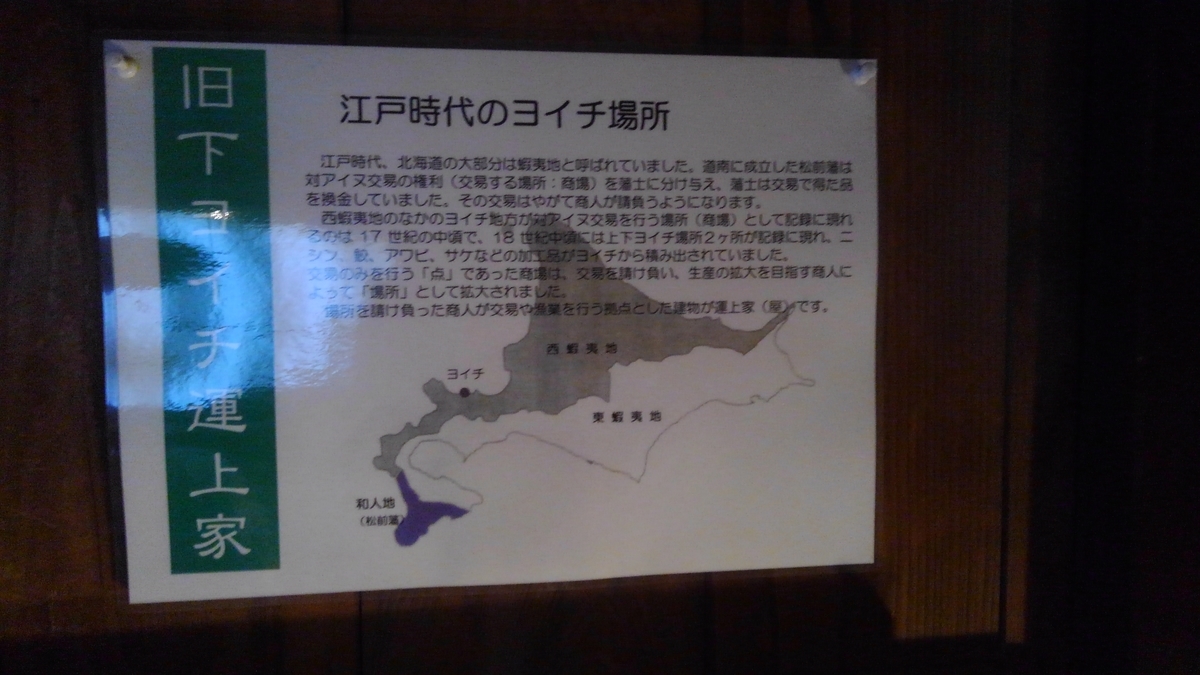 旧下ヨイチ運上家
江戸時代のヨイチ場所
江戸時代、北海道の大部分は蝦夷地と呼ばれていました。道南に成立した松前藩は
対アイヌ交易の権利（交易する場所：商場）を藩士に分け与え、藩士は交易で得た品
を換金していました。その交易はやがて商人が請負うようになります。
西蝦夷地のなかのヨイチ地方が対アイヌ交易を行う場所（商場）として記録に現れ
るのは 17 世紀の中頃で、18 世紀中頃には上下ヨイチ場所2ヶ所が記録に現れ、ニ
シン、鮫、アワビ、サケなどの加工品がヨイチから積み出されていました。
交易のみを行う「点」であった商場は、交易を請け負い、生産の拡大を目指す商人に
よって「場所」として拡大されました。
場所を請け負った商人が交易や漁業を行う拠点とした建物が運上家（屋）です。
西蝦夷地
ヨイチ
東蝦夷地
和人地
（松前藩）